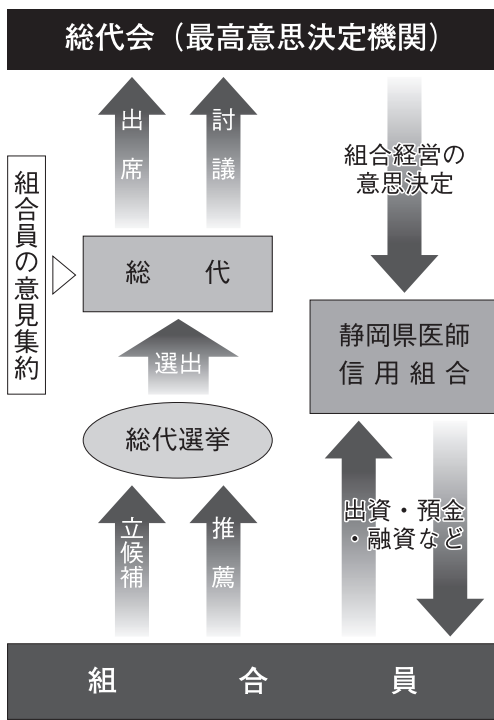 総代会（最高意思決定機関）
出席
討議
組合経営の
意思決定
組合員の意見集約
総代
静岡県医師
信用組合
選出
総代選挙
出資・預金
・融資など
立候補
推薦
組合員